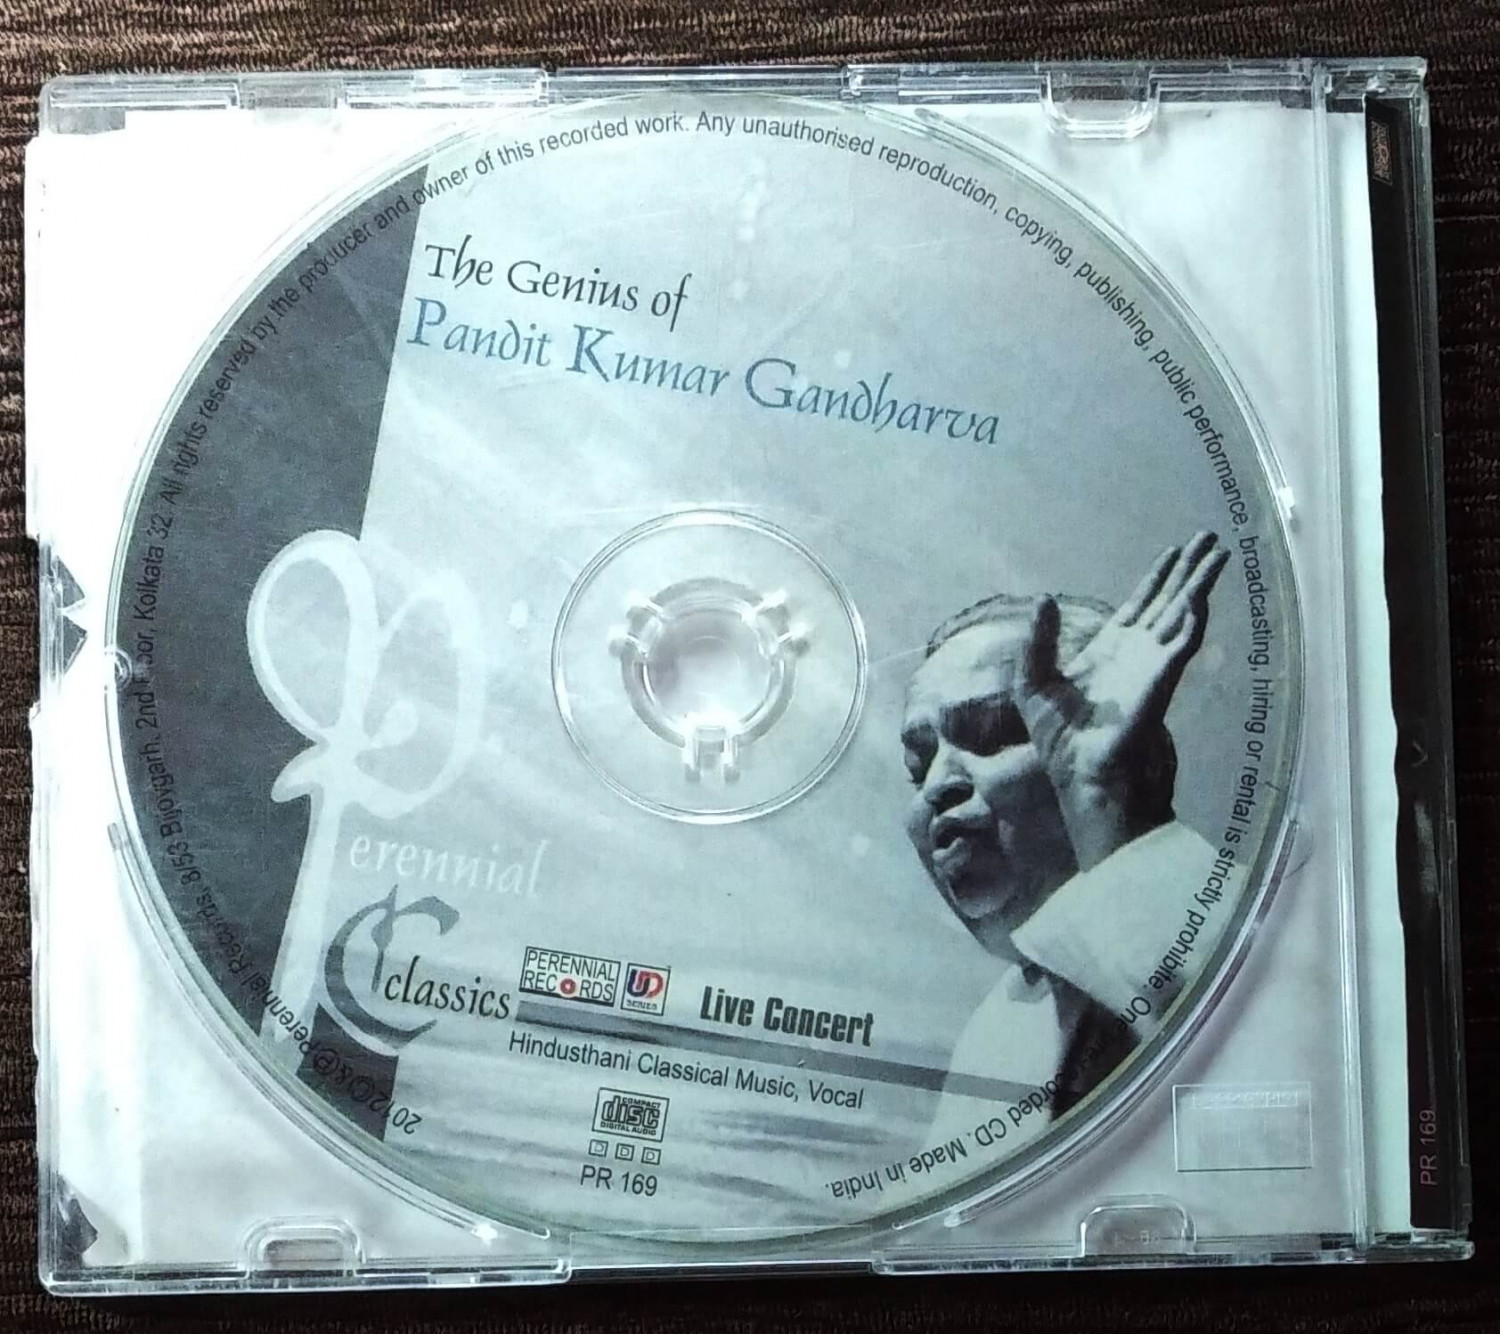 The Genius of
Pandit Kumar Gandharva
Perennial
Classics
PERENNIAL
RECORDS
UD
SERIES
Live Concert
Hindusthani Classical Music, Vocal
COMPACT
disc
DIGITAL AUDIO
D D D
PR 169
2012 ©&℗ Perennial Records, 8/53 Bijoygarh, 2nd Floor, Kolkata 32. All rights reserved by the producer and owner of this recorded work. Any unauthorised reproduction, copying, publishing, public performance, broadcasting, hiring or rental is strictly prohibite. One recorded CD. Made in India.
PR 169